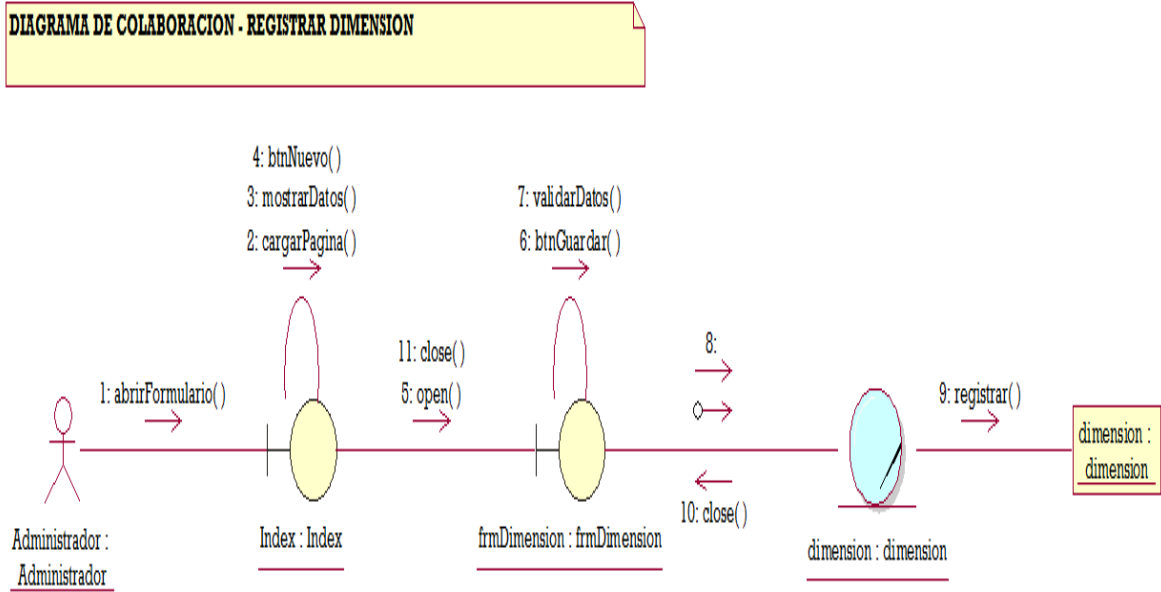 DIAGRAMA DE COLABORACION - REGISTRAR DIMENSION
4: btnNuevo( )
3: mostrarDatos( )
2: cargarPagina( )
7: validarDatos( )
6: btnGuardar( )
1: abrirFormulario( )
11: close( )
5: open( )
8:
9: registrar( )
10: close( )
dimension :
dimension
Administrador :
Administrador
Index : Index
frmDimension : frmDimension
dimension : dimension